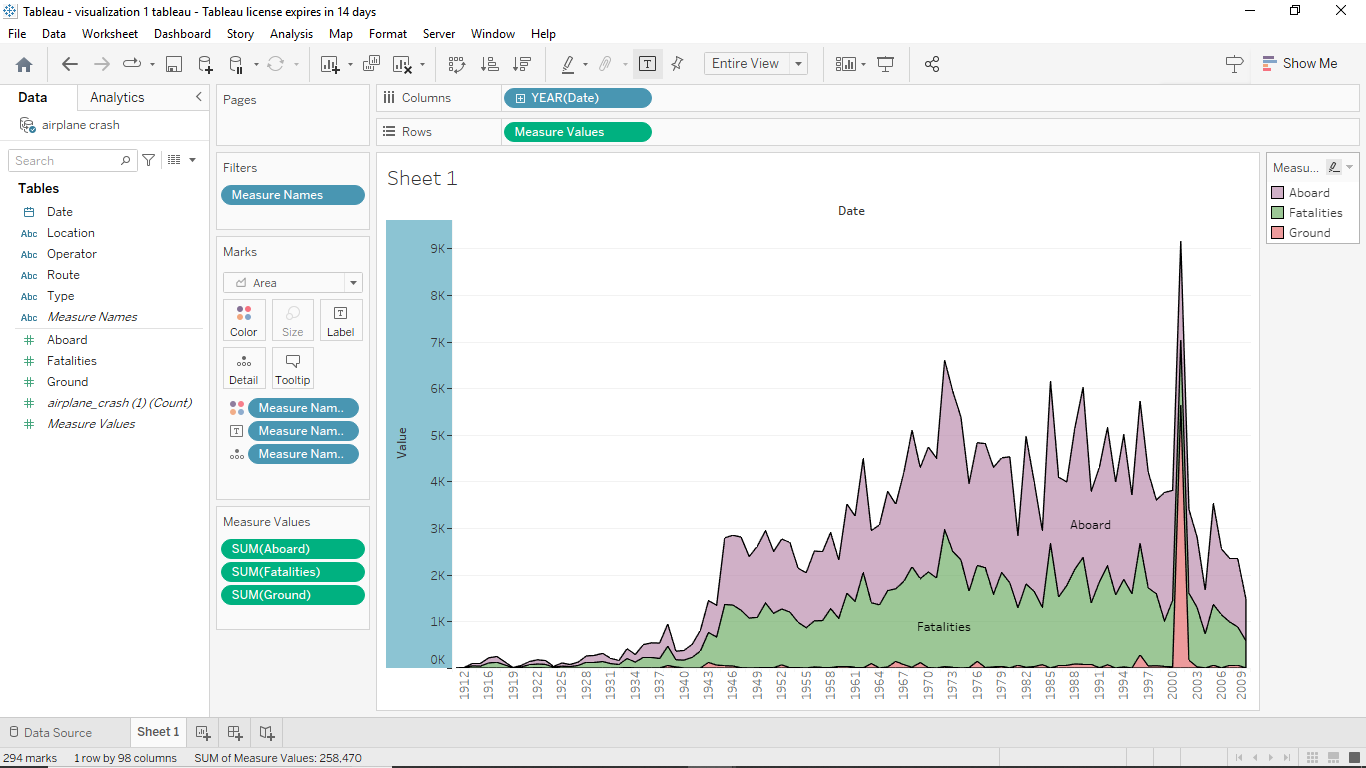 Tableau - visualization 1 tableau - Tableau license expires in 14 days
File Data Worksheet Dashboard Story Analysis Map Format Server Window Help
Entire View
Show Me
Data Analytics
airplane crash
Search
Tables
Date
Abc Location
Abc Operator
Abc Route
Abc Type
Abc Measure Names
Aboard
Fatalities
Ground
airplane_crash (1) (Count)
Measure Values
Pages
Filters
Measure Names
Marks
Area
Color Size Label
Detail Tooltip
Measure Nam..
Measure Nam..
Measure Nam..
Measure Values
SUM(Aboard)
SUM(Fatalities)
SUM(Ground)
Columns YEAR(Date)
Rows Measure Values
Sheet 1
Date
Value
9K
8K
7K
6K
5K
4K
3K
2K
1K
0K
Aboard
Fatalities
1912 1916 1919 1922 1925 1928 1931 1934 1937 1940 1943 1946 1949 1952 1955 1958 1961 1964 1967 1970 1973 1976 1979 1982 1985 1988 1991 1994 1997 2000 2003 2006 2009
Measu...
Aboard
Fatalities
Ground
Data Source Sheet 1
294 marks 1 row by 98 columns SUM of Measure Values: 258,470